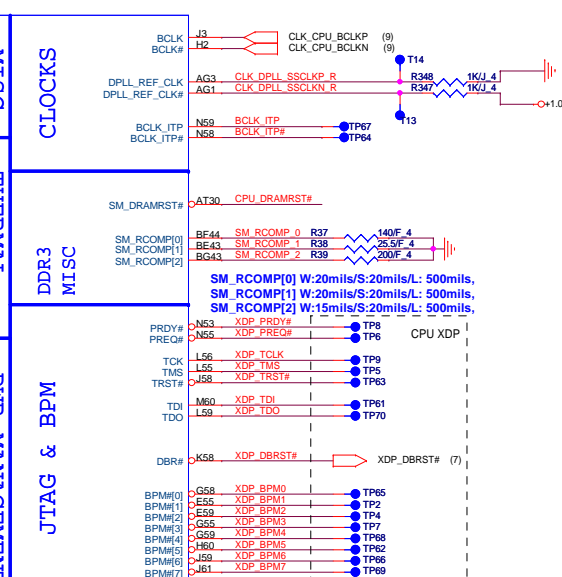 BCLK J3 CLK_CPU_BCLKP (9)
BCLK# H2 CLK_CPU_BCLKN (9)
T14
DPLL_REF_CLK AG3 CLK_DPLL_SSCLKP_R R348 1K/J_4
DPLL_REF_CLK# AG1 CLK_DPLL_SSCLKN_R R347 1K/J_4
+1.0
T13
BCLK_ITP N59 BCLK_ITP TP67
BCLK_ITP# N58 BCLK_ITP# TP64
CLOCKS
SM_DRAMRST# AT30 CPU_DRAMRST#
SM_RCOMP[0] BE44 SM_RCOMP_0 R37 140/F_4
SM_RCOMP[1] BE43 SM_RCOMP_1 R38 25.5/F_4
SM_RCOMP[2] BG43 SM_RCOMP_2 R39 200/F_4
DDR3
MISC
SM_RCOMP[0] W:20mils/S:20mils/L: 500mils,
SM_RCOMP[1] W:20mils/S:20mils/L: 500mils,
SM_RCOMP[2] W:15mils/S:20mils/L: 500mils,
CPU XDP
PRDY# N53 XDP_PRDY# TP8
PREQ# N55 XDP_PREQ# TP6
TCK L56 XDP_TCLK TP9
TMS L55 XDP_TMS TP5
TRST# J58 XDP_TRST# TP63
TDI M60 XDP_TDI TP61
TDO L59 XDP_TDO TP70
DBR# K58 XDP_DBRST# XDP_DBRST# (7)
JTAG & BPM
BPM#[0] G58 XDP_BPM0 TP65
BPM#[1] E55 XDP_BPM1 TP2
BPM#[2] E59 XDP_BPM2 TP4
BPM#[3] G55 XDP_BPM3 TP7
BPM#[4] G59 XDP_BPM4 TP68
BPM#[5] H60 XDP_BPM5 TP62
BPM#[6] J59 XDP_BPM6 TP66
BPM#[7] J61 XDP_BPM7 TP69